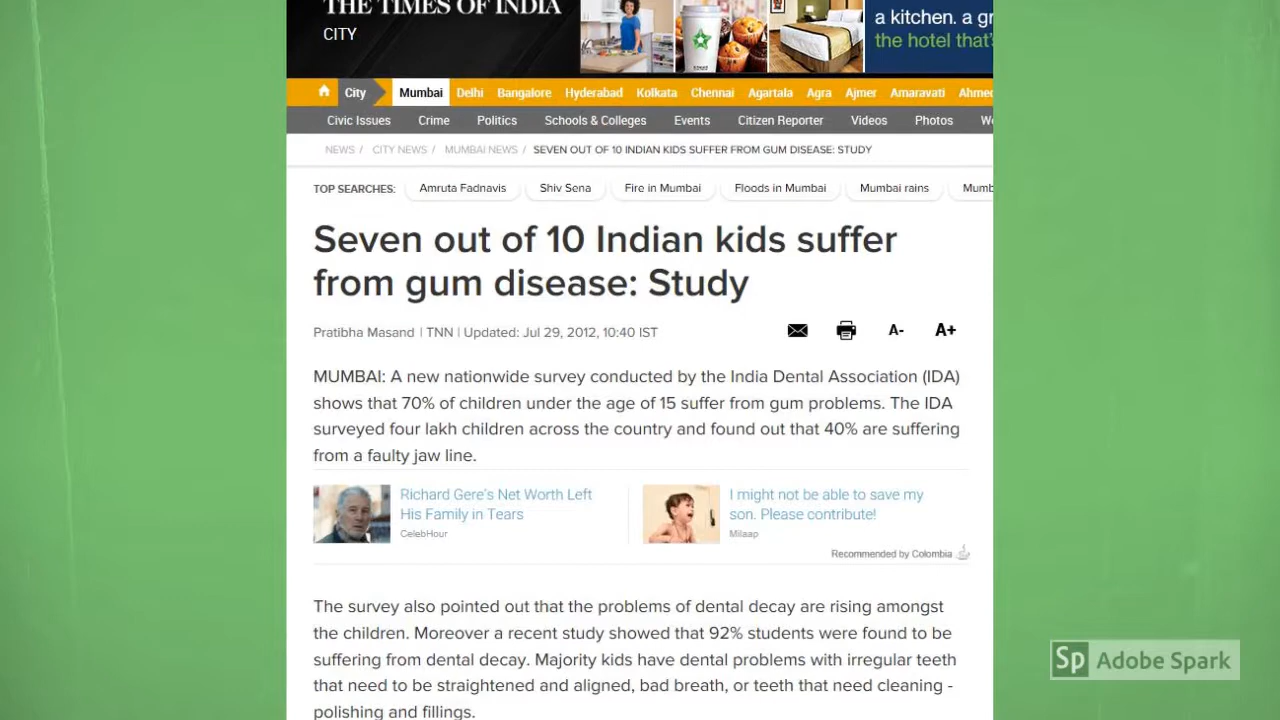 THE TIMES OF INDIA
CITY
a kitchen. a gr
the hotel that's
City Mumbai Delhi Bangalore Hyderabad Kolkata Chennai Agartala Agra Ajmer Amaravati Ahmed
Civic Issues Crime Politics Schools & Colleges Events Citizen Reporter Videos Photos We
NEWS / CITY NEWS / MUMBAI NEWS / SEVEN OUT OF 10 INDIAN KIDS SUFFER FROM GUM DISEASE: STUDY
TOP SEARCHES: Amruta Fadnavis Shiv Sena Fire in Mumbai Floods in Mumbai Mumbai rains Mumb
Seven out of 10 Indian kids suffer
from gum disease: Study
Pratibha Masand | TNN | Updated: Jul 29, 2012, 10:40 IST
A- A+
MUMBAI: A new nationwide survey conducted by the India Dental Association (IDA)
shows that 70% of children under the age of 15 suffer from gum problems. The IDA
surveyed four lakh children across the country and found out that 40% are suffering
from a faulty jaw line.
Richard Gere's Net Worth Left
His Family in Tears
CelebHour
I might not be able to save my
son. Please contribute!
Milaap
Recommended by Colombia
The survey also pointed out that the problems of dental decay are rising amongst
the children. Moreover a recent study showed that 92% students were found to be
suffering from dental decay. Majority kids have dental problems with irregular teeth
that need to be straightened and aligned, bad breath, or teeth that need cleaning -
polishing and fillings.
Sp Adobe Spark